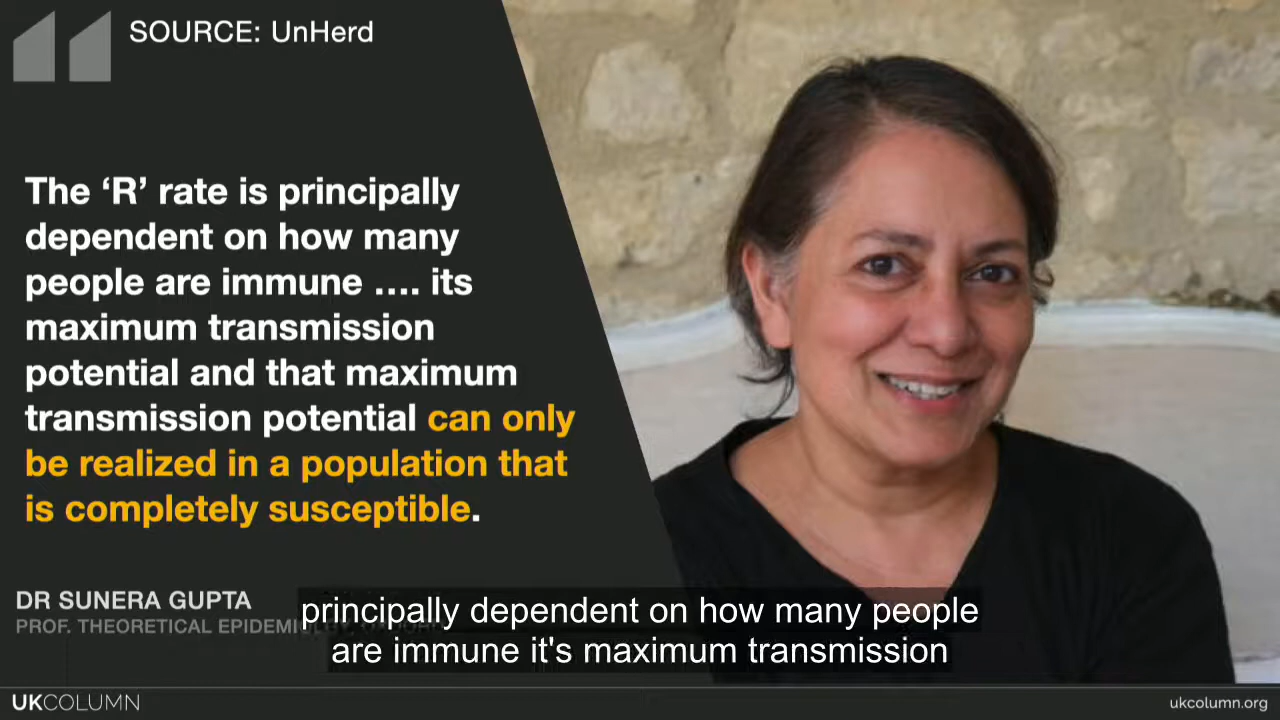 SOURCE: UnHerd
The ‘R’ rate is principally
dependent on how many
people are immune .... its
maximum transmission
potential and that maximum
transmission potential can only
be realized in a population that
is completely susceptible.
DR SUNERA GUPTA
PROF. THEORETICAL
principally dependent on how many people
are immune it's maximum transmission
UKCOLUMN
ukcolumn.org